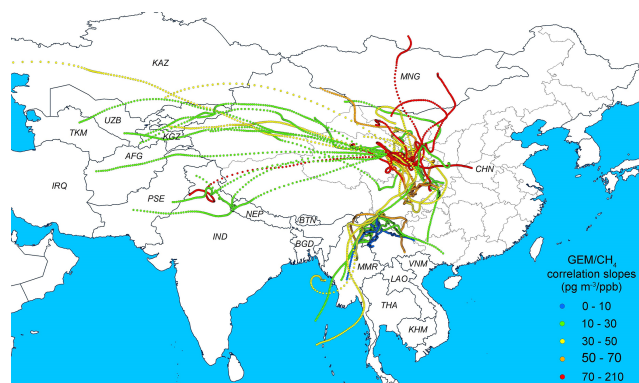 KAZ
MNG
UZB
TKM
KGZ
AFG
CHN
IRQ
PSE
NEP
BTN
IND
BGD
MMR
VNM
LAO
THA
KHM
GEM/CH4
correlation slopes
(pg m-3/ppb)
0 - 10
10 - 30
30 - 50
50 - 70
70 - 210